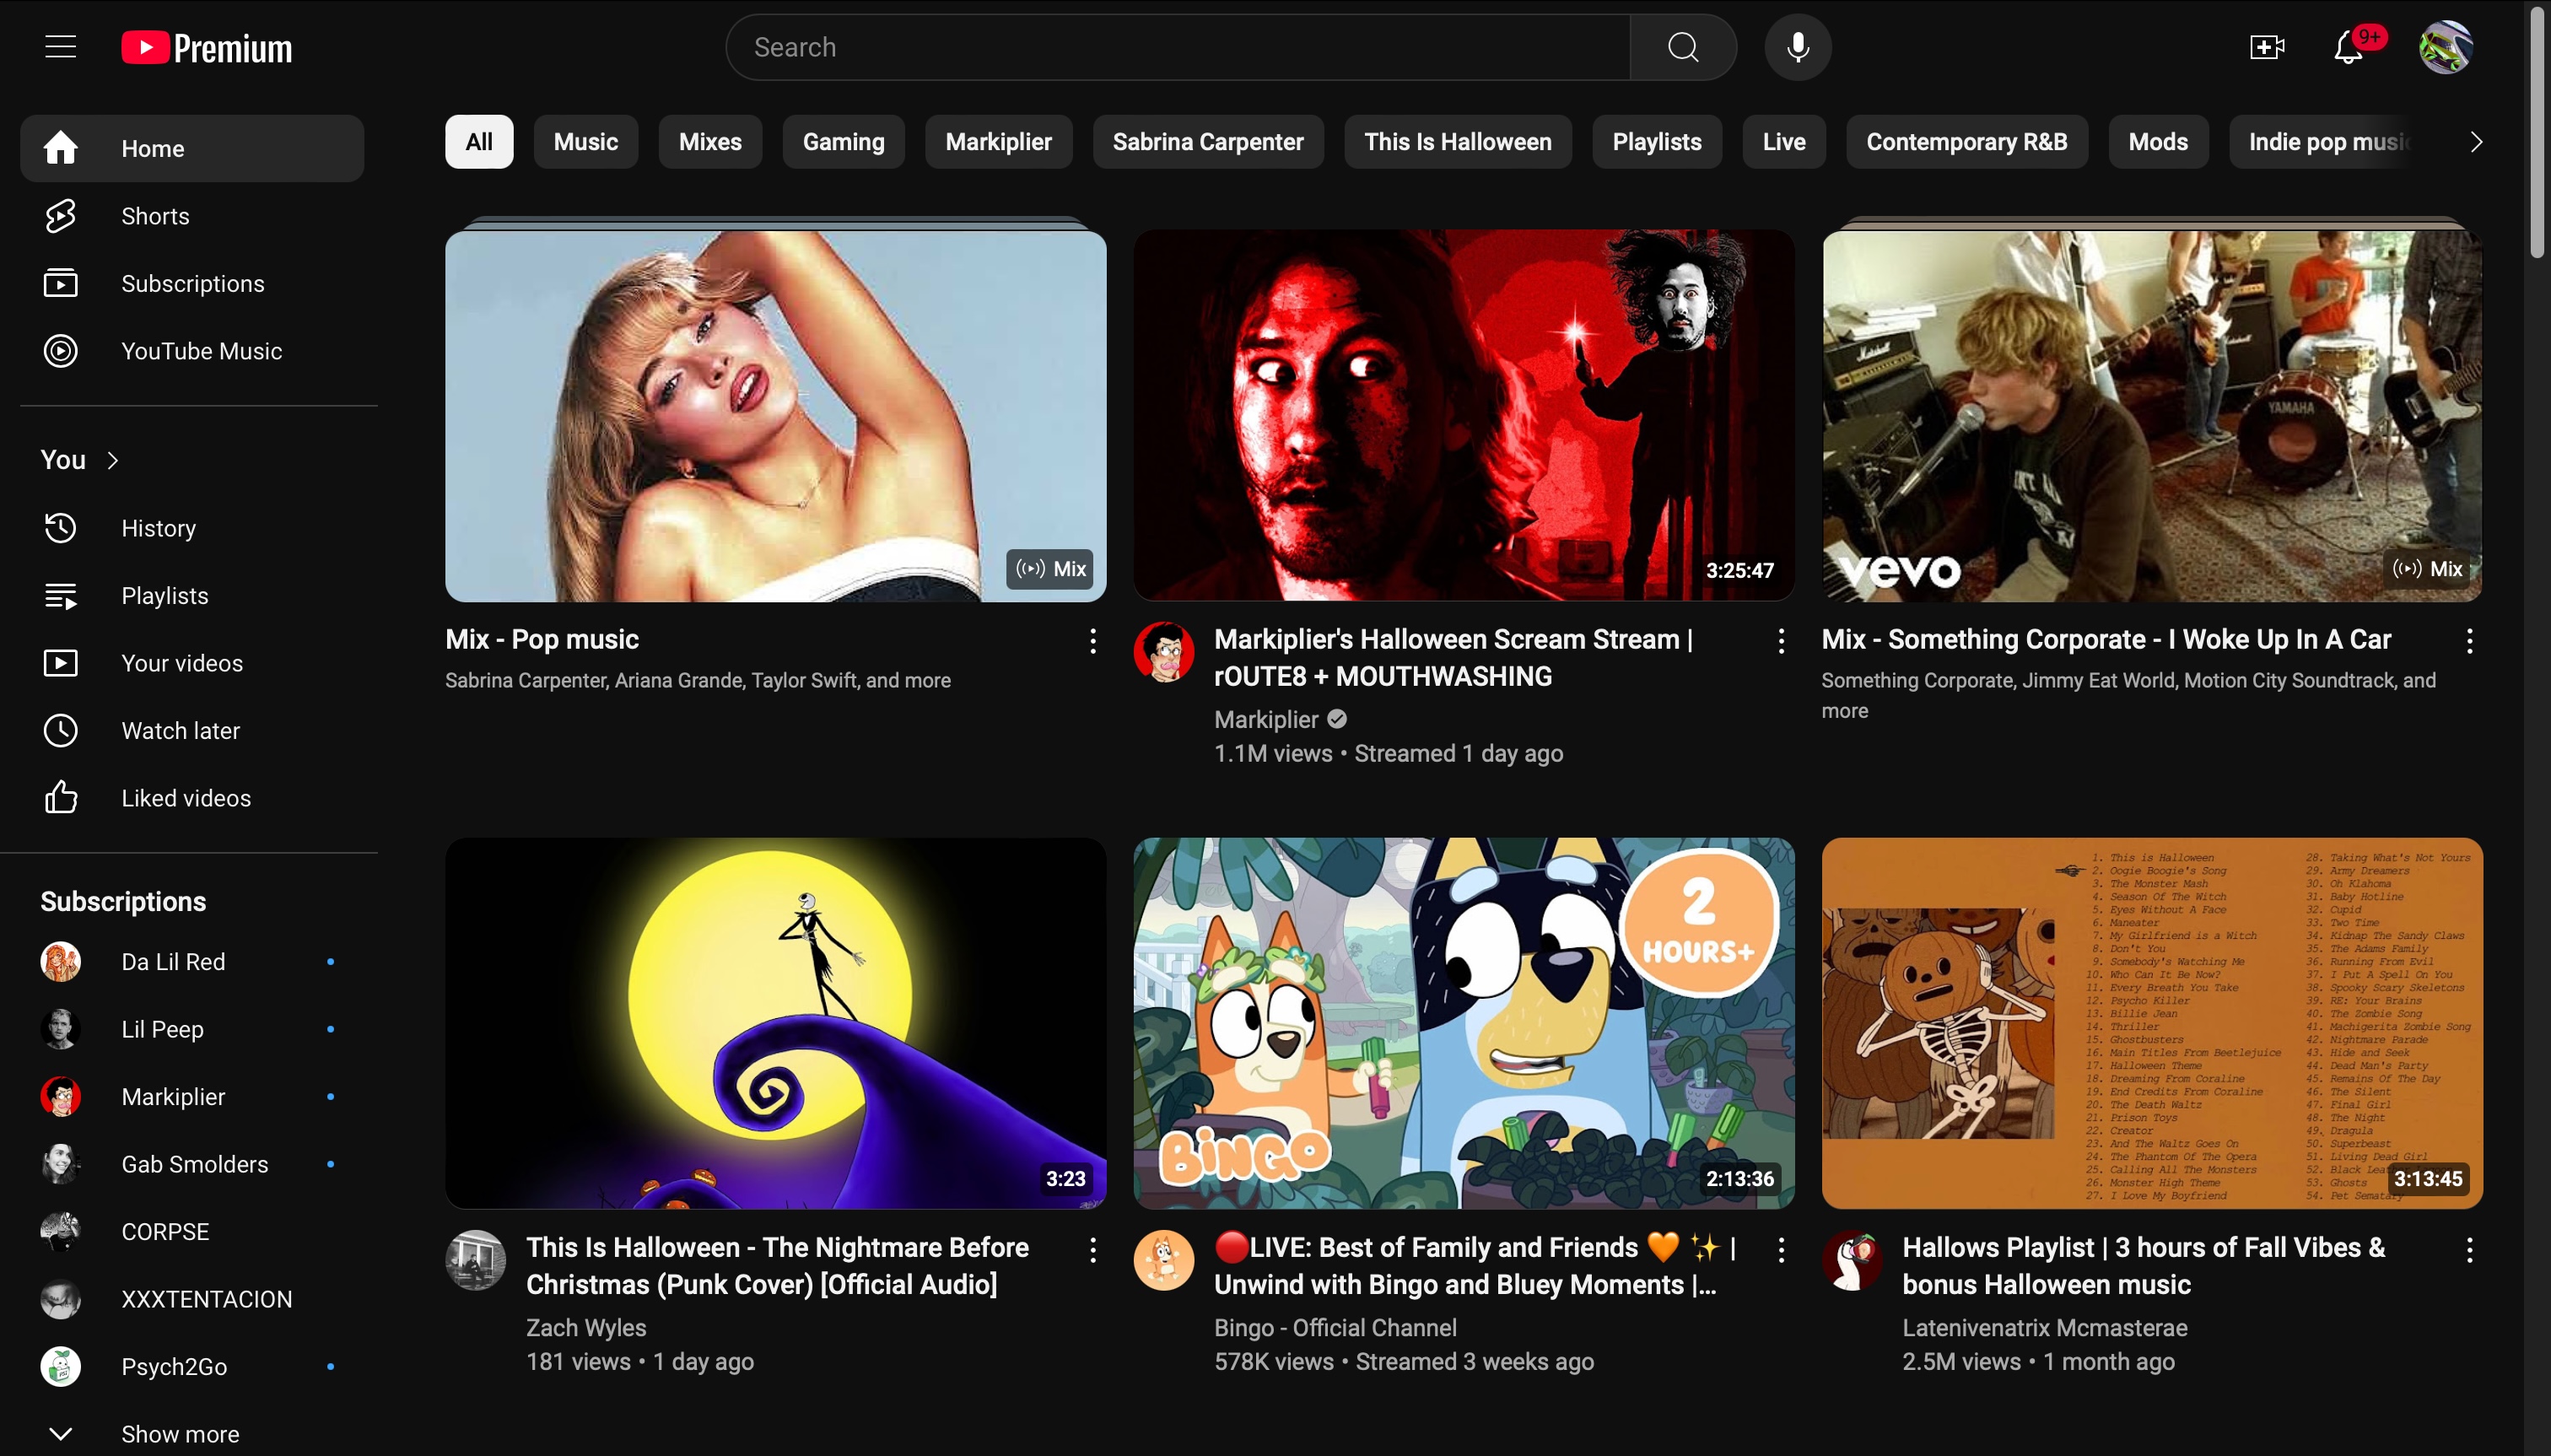 Premium
Search
9+
Home
Shorts
Subscriptions
YouTube Music
You
History
Playlists
Your videos
Watch later
Liked videos
Subscriptions
Da Lil Red
Lil Peep
Markiplier
Gab Smolders
CORPSE
XXXTENTACION
Psych2Go
Show more
All
Music
Mixes
Gaming
Markiplier
Sabrina Carpenter
This Is Halloween
Playlists
Live
Contemporary R&B
Mods
Indie pop music
Mix
Mix - Pop music
Sabrina Carpenter, Ariana Grande, Taylor Swift, and more
3:25:47
Markiplier's Halloween Scream Stream |
rOUTE8 + MOUTHWASHING
Markiplier
1.1M views • Streamed 1 day ago
Marshall
YAMAHA
vevo
Mix
Mix - Something Corporate - I Woke Up In A Car
Something Corporate, Jimmy Eat World, Motion City Soundtrack, and
more
3:23
This Is Halloween - The Nightmare Before
Christmas (Punk Cover) [Official Audio]
Zach Wyles
181 views • 1 day ago
2
HOURS+
BINGO
2:13:36
🔴LIVE: Best of Family and Friends 🧡 ✨ |
Unwind with Bingo and Bluey Moments |...
Bingo - Official Channel
578K views • Streamed 3 weeks ago
1. This is Halloween
2. Oogie Boogie's Song
3. The Monster Mash
4. Season Of The Witch
5. Eyes Without A Face
6. Maneater
7. My Girlfriend is a Witch
8. Don't You
9. Somebody's Watching Me
10. Who Can It Be Now?
11. Every Breath You Take
12. Psycho Killer
13. Billie Jean
14. Thriller
15. Ghostbusters
16. Main Titles From Beetlejuice
17. Halloween Theme
18. Dreaming From Coraline
19. End Credits From Coraline
20. The Death Waltz
21. Prison Toys
22. Creator
23. And The Waltz Goes On
24. The Phantom Of The Opera
25. Calling All The Monsters
26. Monster High Theme
27. I Love My Boyfriend
28. Taking What's Not Yours
29. Army Dreamers
30. Oh Klahoma
31. Baby Hotline
32. Cupid
33. Two Time
34. Kidnap The Sandy Claws
35. The Adams Family
36. Running From Evil
37. I Put A Spell On You
38. Spooky Scary Skeletons
39. RE: Your Brains
40. The Zombie Song
41. Machigerita Zombie Song
42. Nightmare Parade
43. Hide and Seek
44. Dead Man's Party
45. Remains Of The Day
46. The Silent
47. Final Girl
48. The Night
49. Dragula
50. Superbeast
51. Living Dead Girl
52. Black
53. Ghosts
54. Pet Sematary
3:13:45
Hallows Playlist | 3 hours of Fall Vibes &
bonus Halloween music
Latenivenatrix Mcmasterae
2.5M views • 1 month ago